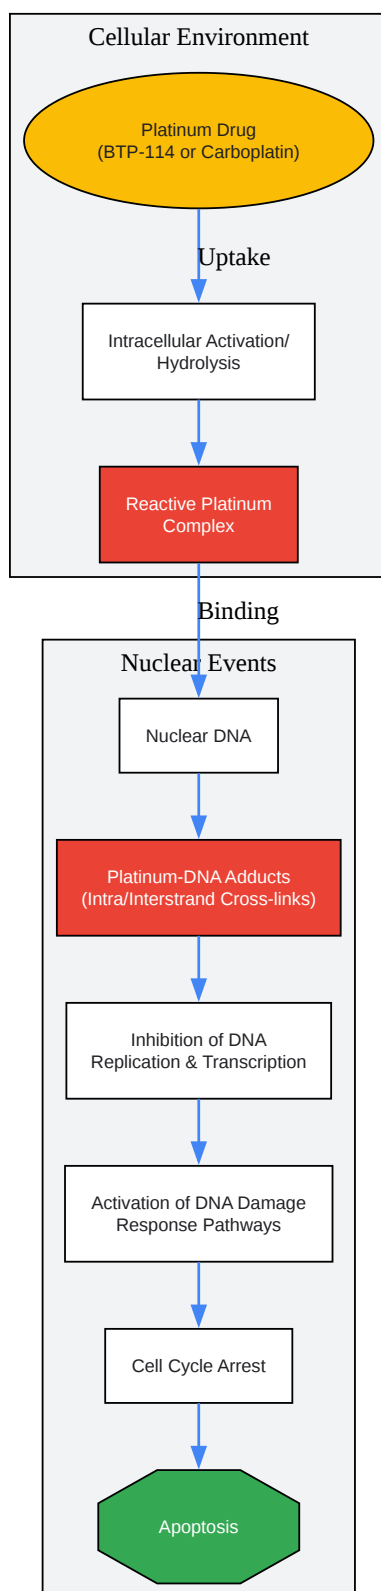 Cellular Environment
Platinum Drug
(BTP-114 or Carboplatin)
Uptake
Intracellular Activation/
Hydrolysis
Reactive Platinum
Complex
Binding
Nuclear Events
Nuclear DNA
Platinum-DNA Adducts
(Intra/Interstrand Cross-links)
Inhibition of DNA
Replication & Transcription
Activation of DNA Damage
Response Pathways
Cell Cycle Arrest
Apoptosis